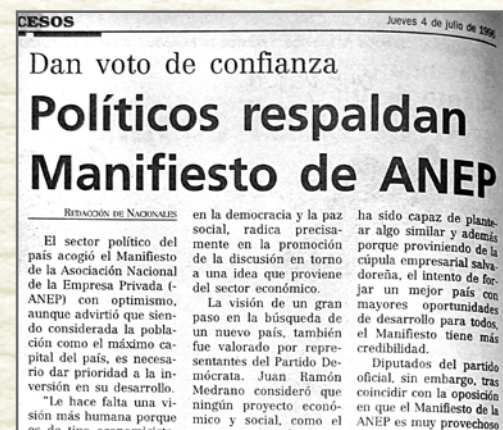 CESOS
Jueves 4 de julio de 1996
Dan voto de confianza
Políticos respaldan
Manifiesto de ANEP
REDACCIÓN DE NACIONALES
El sector político del
país acogió el Manifiesto
de la Asociación Nacional
de la Empresa Privada (-
ANEP) con optimismo,
aunque advirtió que sien-
do considerada la pobla-
ción como el máximo ca-
pital del país, es necesa-
rio dar prioridad a la in-
versión en su desarrollo.
"Le hace falta una vi-
sión más humana porque
es de tipo economicista
en la democracia y la paz
social, radica precisa-
mente en la promoción
de la discusión en torno
a una idea que proviene
del sector económico.
La visión de un gran
paso en la búsqueda de
un nuevo país, también
fue valorado por repre-
sentantes del Partido De-
mócrata. Juan Ramón
Medrano consideró que
ningún proyecto econó-
mico y social, como el
ha sido capaz de plante-
ar algo similar y además
porque proviniendo de la
cúpula empresarial salva-
doreña, el intento de for-
jar un mejor país con
mayores oportunidades
de desarrollo para todos,
el Manifiesto tiene más
credibilidad.
Diputados del partido
oficial, sin embargo, tras
coincidir con la oposición
en que el Manifiesto de la
ANEP es muy provechoso